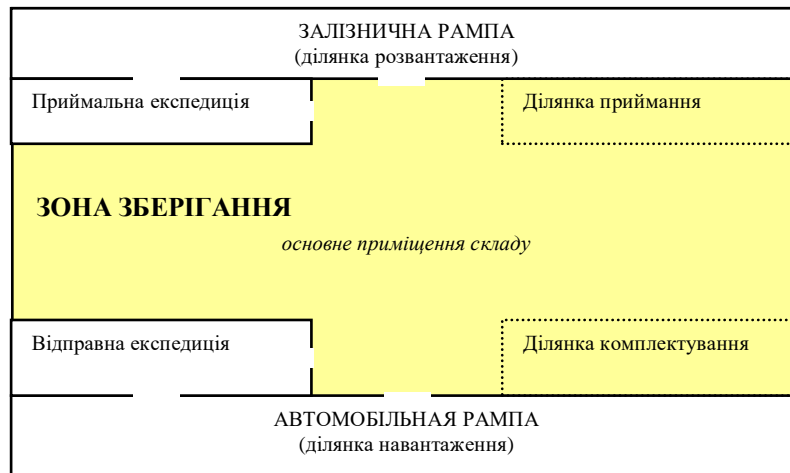 ЗАЛІЗНИЧНА РАМПА
(ділянка розвантаження)
Приймальна експедиція
Ділянка приймання
ЗОНА ЗБЕРІГАННЯ
основне приміщення складу
Відправна експедиція
Ділянка комплектування
АВТОМОБІЛЬНАЯ РАМПА
(ділянка навантаження)